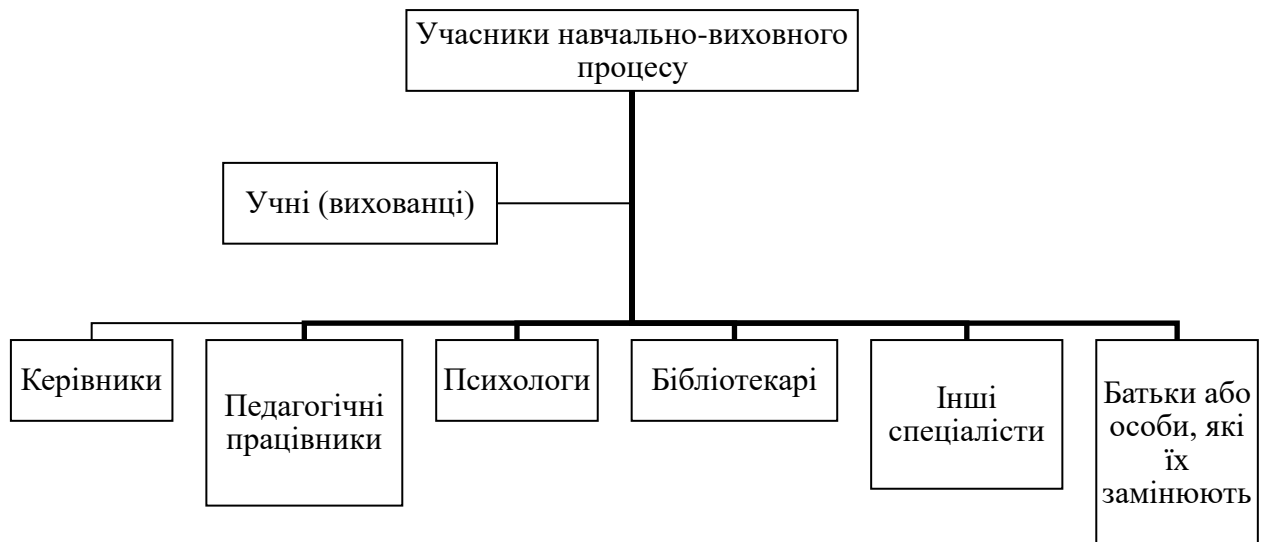 Учасники навчально-виховного
процесу
Учні (вихованці)
Керівники
Педагогічні
працівники
Психологи
Бібліотекарі
Інші
спеціалісти
Батьки або
особи, які
їх
замінюють